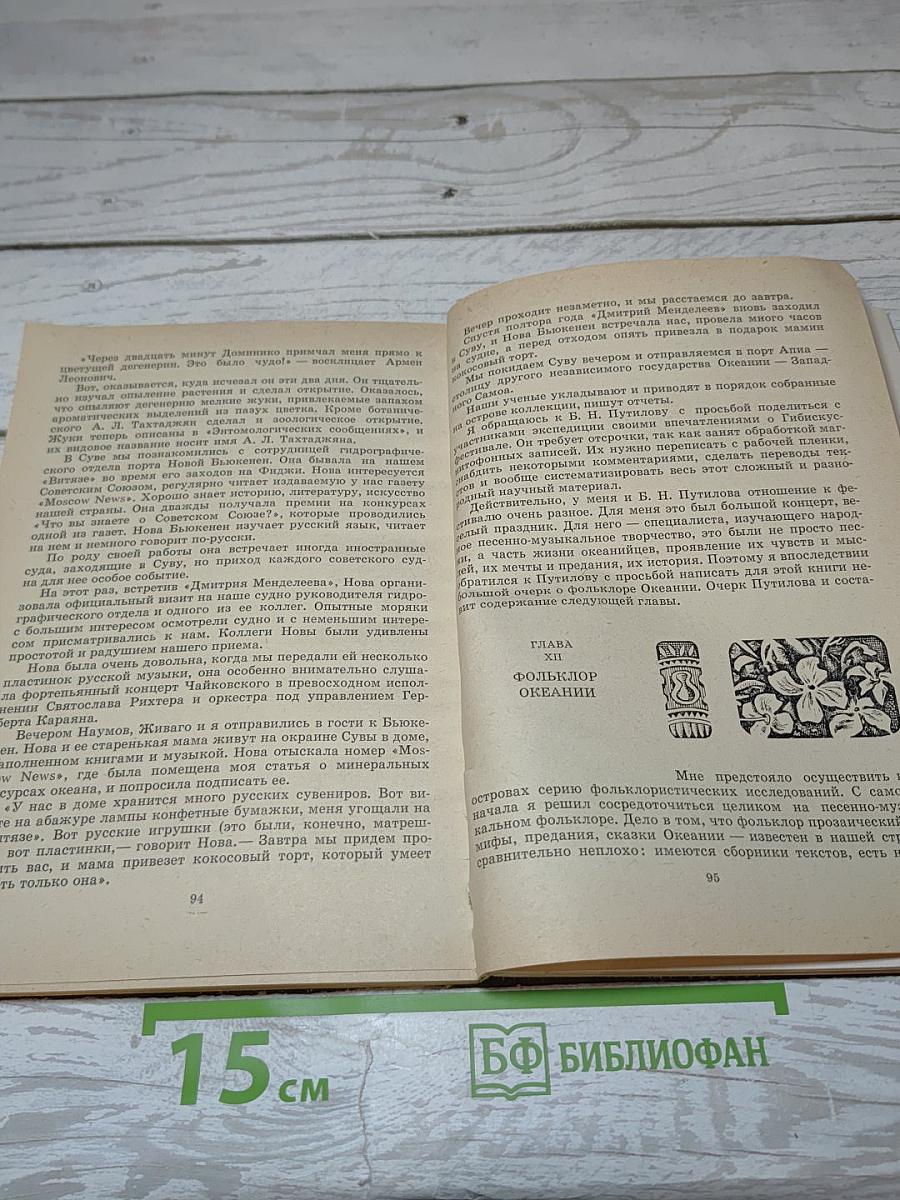 «Через двадцать минут Доминико примчал меня прямо к
цветущей дегенерии. Это было чудо!» — восклицает Армен
Леонович.
Вот, оказывается, куда исчезал он эти два дня. Он тщатель-
но изучал опыление растения и сделал открытие. Оказалось,
что опыляют дегенерию мелкие жуки, привлекаемые запахом
ароматических выделений из пазух цветка. Кроме ботаниче-
ского А. Л. Тахтаджян сделал и зоологическое открытие.
Жуки теперь описаны в «Энтомологических сообщениях», и
их видовое название носит имя А. Л. Тахтаджяна.
В Суве мы познакомились с сотрудницей гидрографиче-
ского отдела порта Новой Бьюкенен. Она бывала на нашем
«Витязе» во время его заходов на Фиджи. Нова интересуется
Советским Союзом, регулярно читает издаваемую у нас газету
«Moscow News». Хорошо знает историю, литературу, искусство
нашей страны. Она дважды получала премии на конкурсах
«Что вы знаете о Советском Союзе?», которые проводились
одной из газет. Нова Бьюкенен изучает русский язык, читает
на нем и немного говорит по-русски.
По роду своей работы она встречает иногда иностранные
суда, заходящие в Суву, но приход каждого советского суд-
на для нее особое событие.
На этот раз, встретив «Дмитрия Менделеева», Нова органи-
зовала официальный визит на наше судно руководителя гидро-
графического отдела и одного из ее коллег. Опытные моряки
с большим интересом осмотрели судно и с неменьшим интере-
сом присматривались к нам. Коллеги Новы были удивлены
простотой и радушием нашего приема.
Нова была очень довольна, когда мы передали ей несколько
пластинок русской музыки, она особенно внимательно слуша-
ла фортепьянный концерт Чайковского в превосходном испол-
нении Святослава Рихтера и оркестра под управлением Гер-
берта Караяна.
Вечером Наумов, Живаго и я отправились в гости к Бьюке-
ен. Нова и ее старенькая мама живут на окраине Сувы в доме,
аполненном книгами и музыкой. Нова отыскала номер «Mos-
ow News», где была помещена моя статья о минеральных
сурсах океана, и попросила подписать ее.
«У нас в доме хранится много русских сувениров. Вот ви-
те на абажуре лампы конфетные бумажки, меня угощали на
итязе». Вот русские игрушки (это были, конечно, матреш-
вот пластинки,— говорит Нова.— Завтра мы придем про-
ить вас, и мама привезет кокосовый торт, который умеет
ть только она».
94
Вечер проходит незаметно, и мы расстаемся до завтра.
Спустя полтора года «Дмитрий Менделеев» вновь заходил
в Суву, и Нова Бьюкенен встречала нас, провела много часов
на судне, а перед отходом опять привезла в подарок мамин
кокосовый торт.
Мы покидаем Суву вечером и отправляемся в порт Апиа —
столицу другого независимого государства Океании — Запад-
ного Самоа.
Наши ученые укладывают и приводят в порядок собранные
на острове коллекции, пишут отчеты.
Я обращаюсь к Б. Н. Путилову с просьбой поделиться с
участниками экспедиции своими впечатлениями о Гибискус-
фестивале. Он требует отсрочки, так как занят обработкой маг-
нитофонных записей. Их нужно переписать с рабочей пленки,
снабдить некоторыми комментариями, сделать переводы тек-
стов и вообще систематизировать весь этот сложный и разно-
родный научный материал.
Действительно, у меня и Б. Н. Путилова отношение к фе-
стивалю очень разное. Для меня это был большой концерт, ве-
селый праздник. Для него — специалиста, изучающего народ-
ное песенно-музыкальное творчество, это были не просто пес-
ни, а часть жизни океанийцев, проявление их чувств и мыс-
лей, их мечты и предания, их история. Поэтому я впоследствии
обратился к Путилову с просьбой написать для этой книги не-
большой очерк о фольклоре Океании. Очерк Путилова и соста-
вит содержание следующей главы.
ГЛАВА
XII
ФОЛЬКЛОР
ОКЕАНИИ
Мне предстояло осуществить
островах серию фольклористических исследований. С само
начала я решил сосредоточиться целиком на песенно-музы
кальном фольклоре. Дело в том, что фольклор прозаический
мифы, предания, сказки Океании — известен в нашей стр
сравнительно неплохо: имеются сборники текстов, есть
95
15 см
БФ БИБЛИОФАН